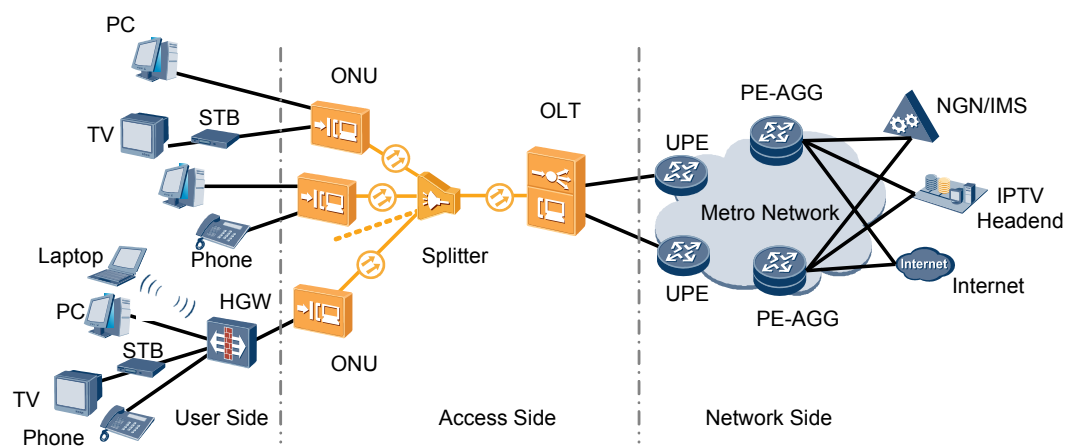 PC
ONU
OLT
PE-AGG
NGN/IMS
STB
TV
UPE
IPTV
Headend
Metro Network
Laptop
Phone
Splitter
Internet
Internet
HGW
UPE
PC
PE-AGG
STB
ONU
TV
Phone
User Side
Access Side
Network Side